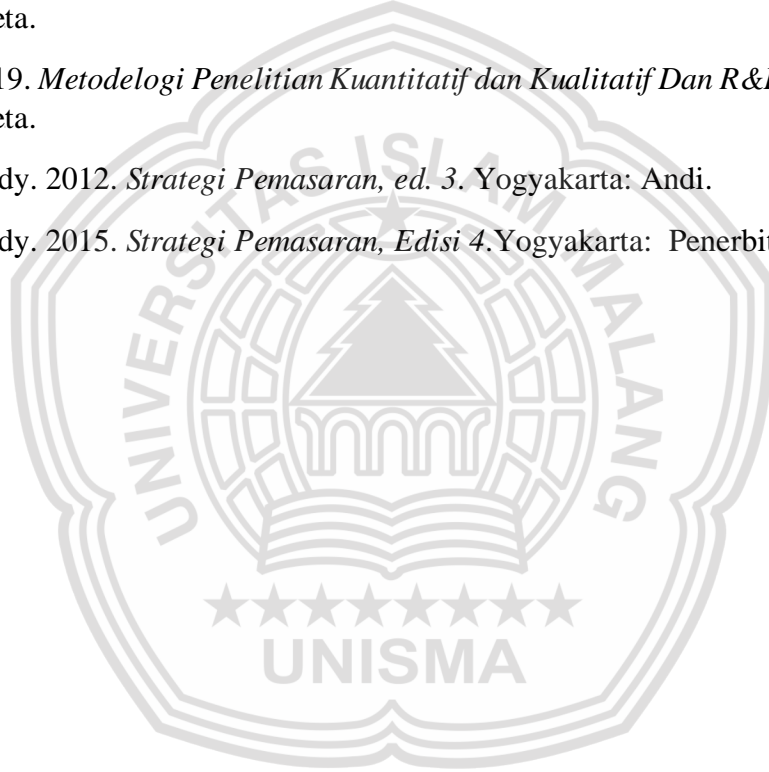 eta.
19. Metodelogi Penelitian Kuantitatif dan Kualitatif Dan R&
eta.
dy. 2012. Strategi Pemasaran, ed. 3. Yogyakarta: Andi.
dy. 2015. Strategi Pemasaran, Edisi 4.Yogyakarta: Penerbit
UNIVERSITAS ISLAM MALANG
UNISMA